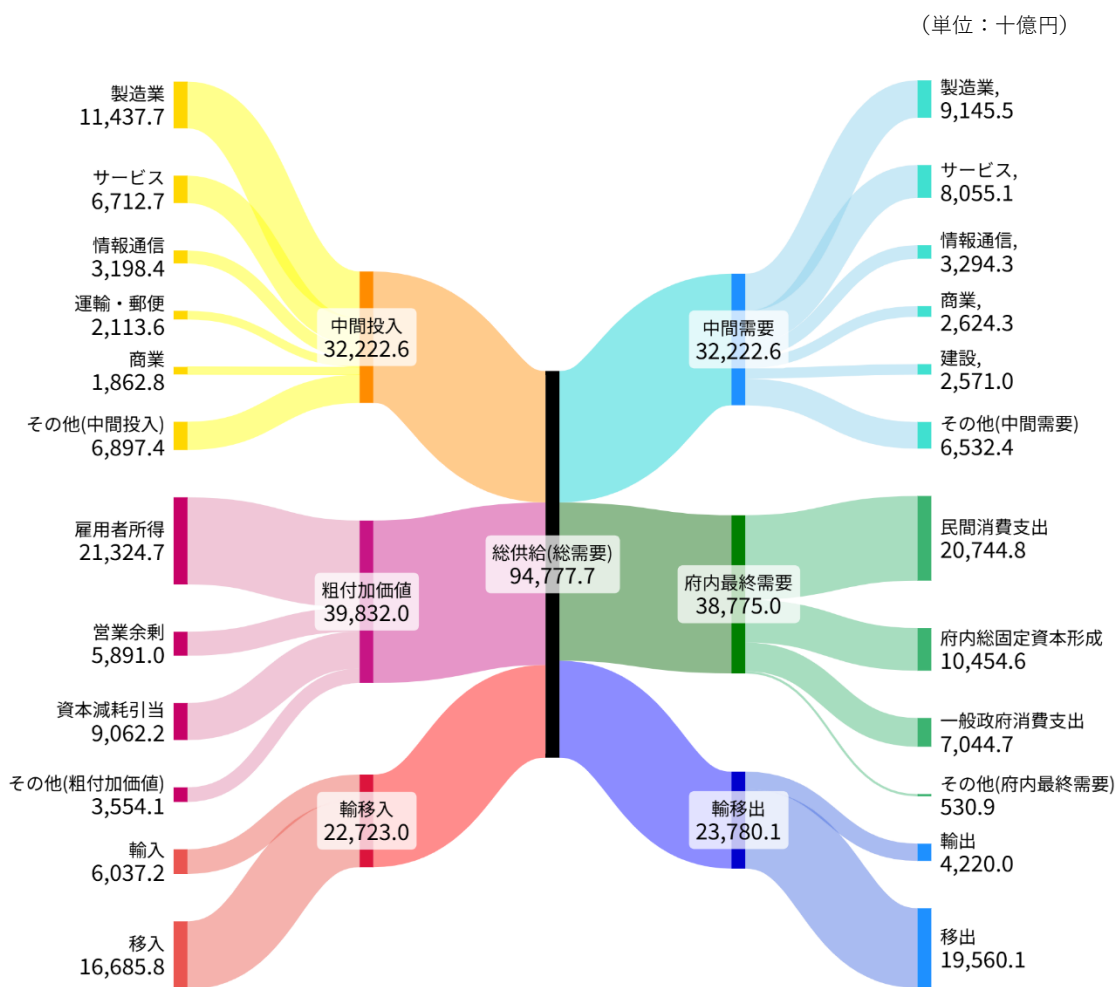 (単位：十億円)
製造業
11,437.7
サービス
6,712.7
情報通信
3,198.4
運輸・郵便
2,113.6
商業
1,862.8
その他(中間投入)
6,897.4
雇用者所得
21,324.7
営業余剰
5,891.0
資本減耗引当
9,062.2
その他(粗付加価値)
3,554.1
輸入
6,037.2
移入
16,685.8
中間投入
32,222.6
粗付加価値
39,832.0
輸移入
22,723.0
総供給(総需要)
94,777.7
中間需要
32,222.6
府内最終需要
38,775.0
輸移出
23,780.1
製造業,
9,145.5
サービス,
8,055.1
情報通信,
3,294.3
商業,
2,624.3
建設,
2,571.0
その他(中間需要)
6,532.4
民間消費支出
20,744.8
府内総固定資本形成
10,454.6
一般政府消費支出
7,044.7
その他(府内最終需要)
530.9
輸出
4,220.0
移出
19,560.1